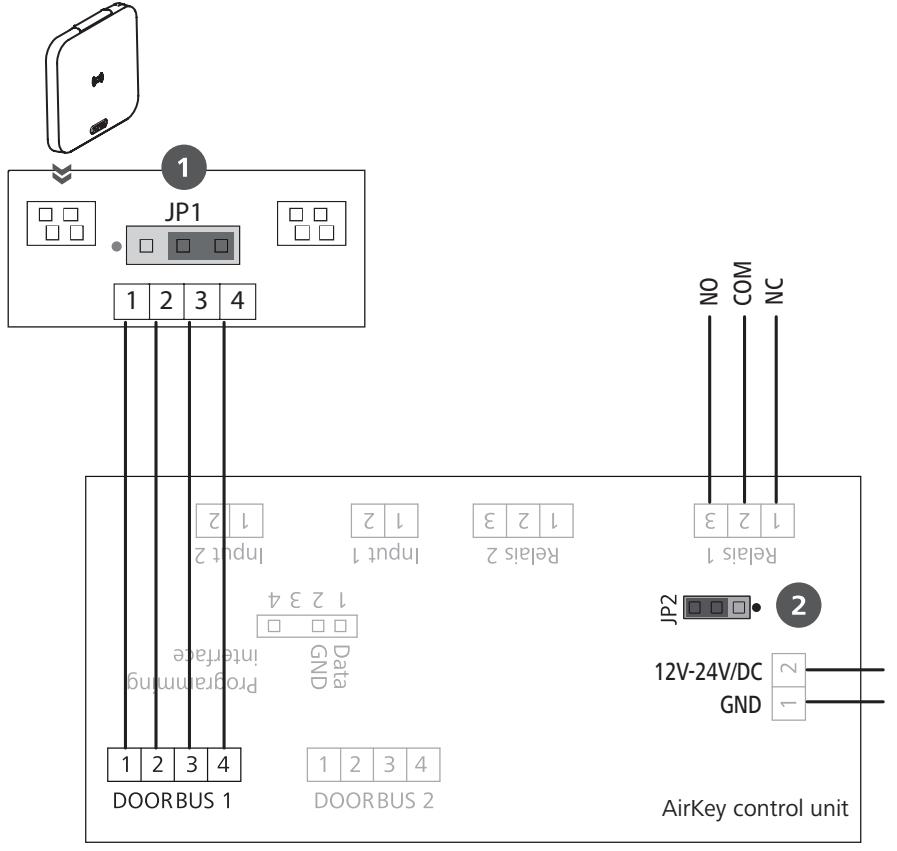 1
JP1
1 2 3 4
NO
COM
NC
2 1
Input 2
2 1
Input 1
3 2 1
Relais 2
3 2 1
Relais 1
4 3 2 1
Programming
interface
GND
Data
JP2
2
12V-24V/DC 2
GND 1
1 2 3 4
DOORBUS 1
1 2 3 4
DOORBUS 2
AirKey control unit